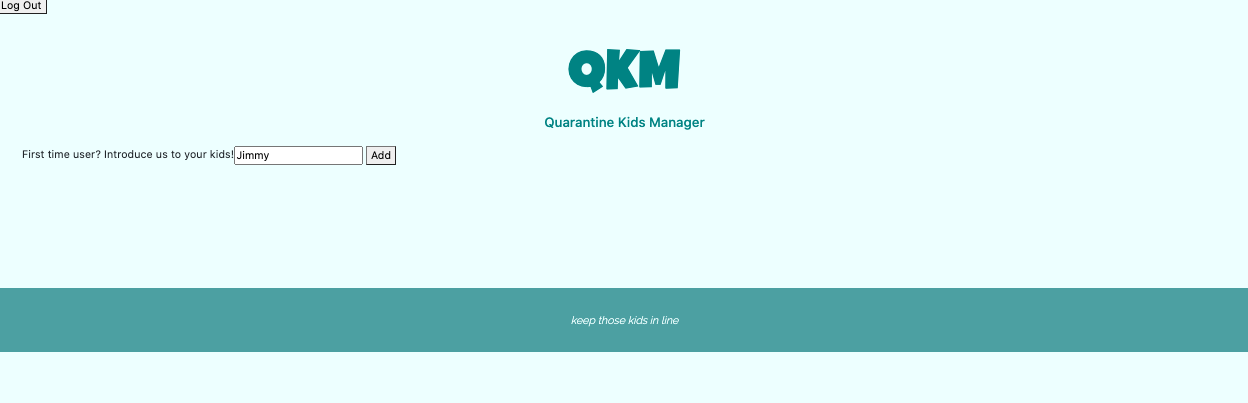 Log Out
QKM
Quarantine Kids Manager
First time user? Introduce us to your kids! Jimmy Add
keep those kids in line